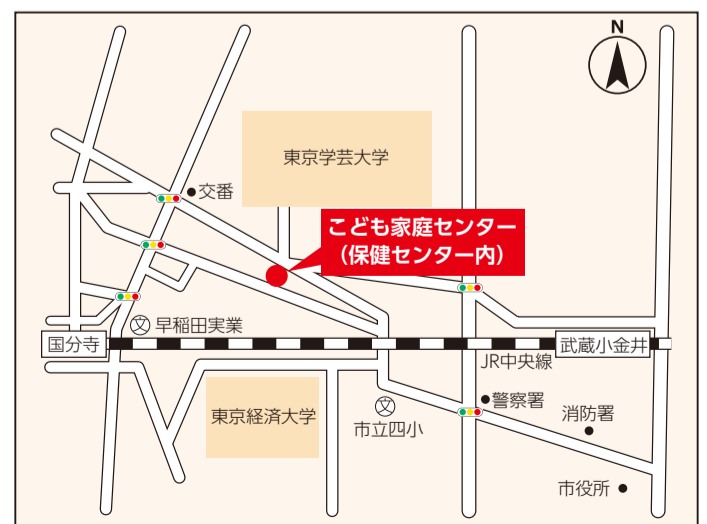 N
東京学芸大学
交番
こども家庭センター
（保健センター内）
文
早稲田実業
国分寺
武蔵小金井
JR中央線
東京経済大学
文
市立四小
警察署
消防署
市役所